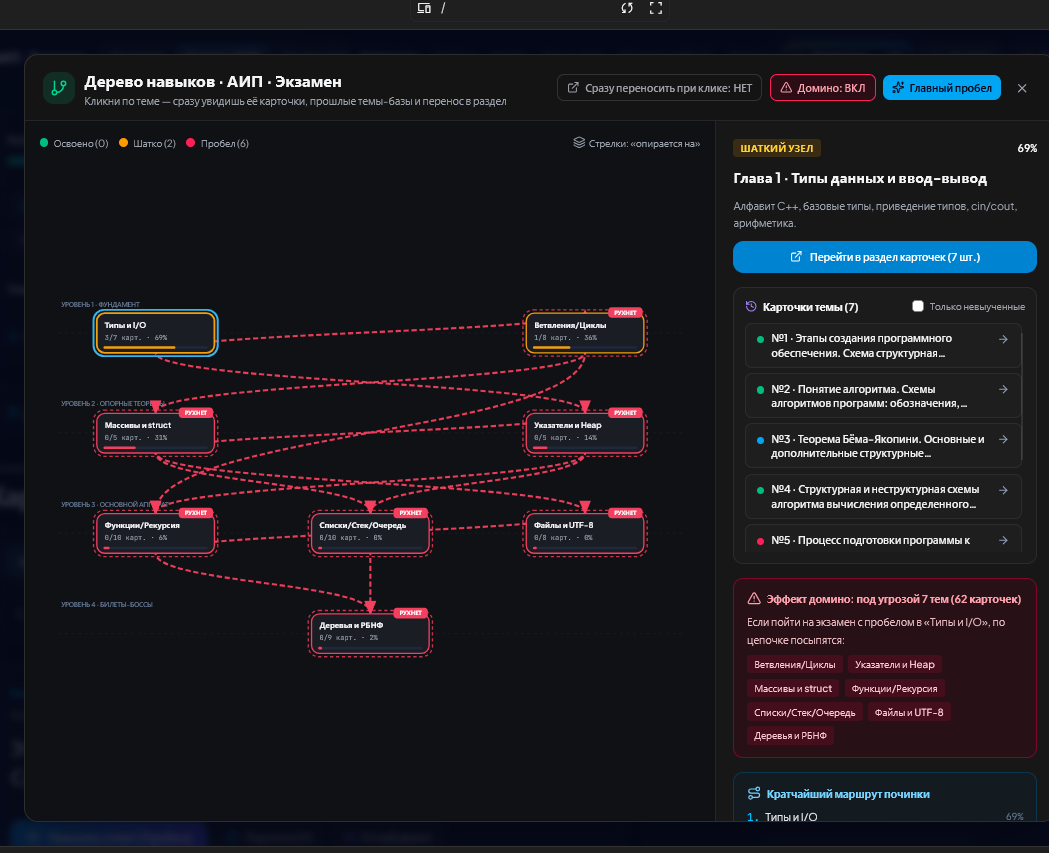 /
Дерево навыков · АИП · Экзамен
Кликни по теме — сразу увидишь её карточки, прошлые темы-базы и перенос в раздел
Сразу переносить при клике: НЕТ
Домино: ВКЛ
Главный пробел
Освоено (0)
Шатко (2)
Пробел (6)
Стрелки: «опирается на»
УРОВЕНЬ 1 · ФУНДАМЕНТ
Типы и I/O
3/7 карт. · 69%
РУХНЕТ
Ветвления/Циклы
1/8 карт. · 36%
УРОВЕНЬ 2 · ОПОРНЫЕ
РУХНЕТ
Массивы и struct
0/5 карт. · 31%
РУХНЕТ
Указатели и Heap
0/5 карт. · 14%
УРОВЕНЬ 3 · ОСНОВНОЙ
РУХНЕТ
Функции/Рекурсия
0/10 карт. · 6%
РУХНЕТ
Списки/Стек/Очередь
0/10 карт. · 0%
РУХНЕТ
Файлы и UTF-8
0/8 карт. · 0%
УРОВЕНЬ 4 · БИЛЕТЫ-БОССЫ
РУХНЕТ
Деревья и РБНФ
0/9 карт. · 2%
ШАТКИЙ УЗЕЛ
69%
Глава 1 · Типы данных и ввод-вывод
Алфавит C++, базовые типы, приведение типов, cin/cout,
арифметика.
Перейти в раздел карточек (7 шт.)
Карточки темы (7)
Только невыученные
№1 · Этапы создания программного
обеспечения. Схема структурная...
№2 · Понятие алгоритма. Схемы
алгоритмов программ: обозначения, ...
№3 · Теорема Бёма-Якопини. Основные и
дополнительные структурные...
№4 · Структурная и неструктурная схемы
алгоритма вычисления определенного...
№5 · Процесс подготовки программы к
Эффект домино: под угрозой 7 тем (62 карточек)
Если пойти на экзамен с пробелом в «Типы и I/O», по
цепочке посыпятся:
Ветвления/Циклы
Указатели и Heap
Массивы и struct
Функции/Рекурсия
Списки/Стек/Очередь
Файлы и UTF-8
Деревья и РБНФ
Кратчайший маршрут починки
1. Типы и I/O
69%